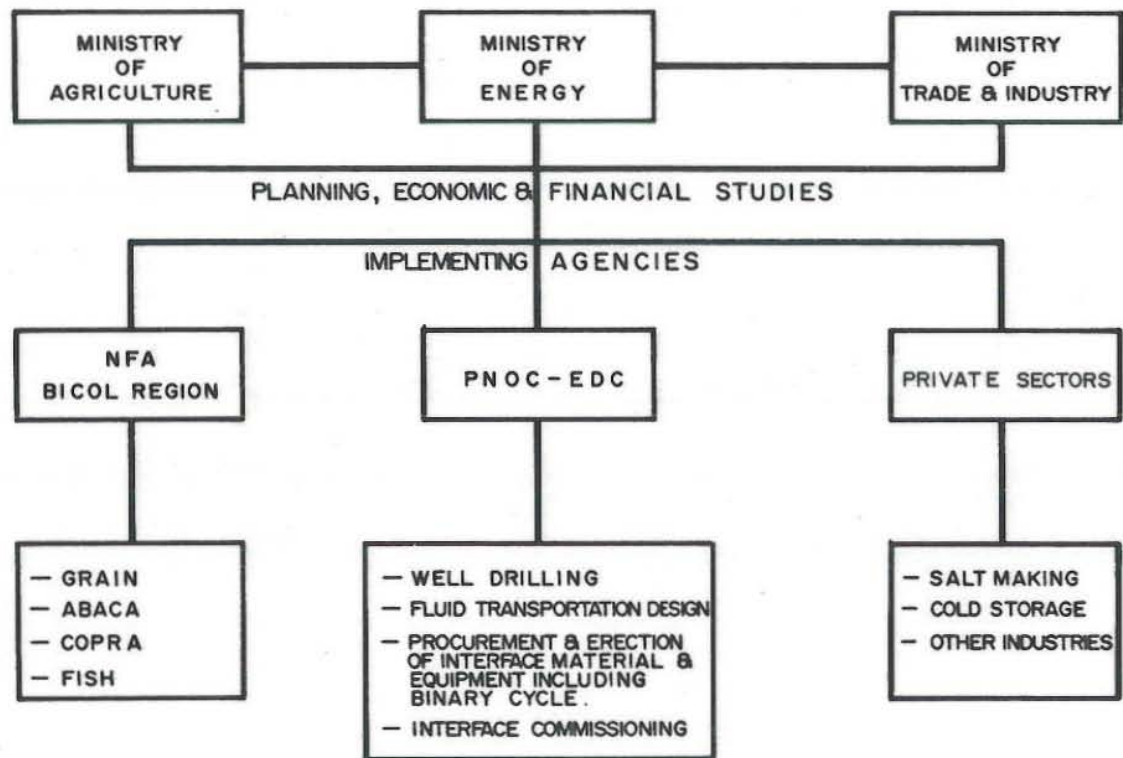 MINISTRY
OF
AGRICULTURE
MINISTRY
OF
ENERGY
MINISTRY
OF
TRADE & INDUSTRY
PLANNING, ECONOMIC & FINANCIAL STUDIES
IMPLEMENTING AGENCIES
NFA
BICOL REGION
PNOC-EDC
PRIVATE SECTORS
— GRAIN
— ABACA
— COPRA
— FISH
— WELL DRILLING
— FLUID TRANSPORTATION DESIGN
— PROCUREMENT & ERECTION
OF INTERFACE MATERIAL &
EQUIPMENT INCLUDING
BINARY CYCLE.
— INTERFACE COMMISSIONING
— SALT MAKING
— COLD STORAGE
— OTHER INDUSTRIES